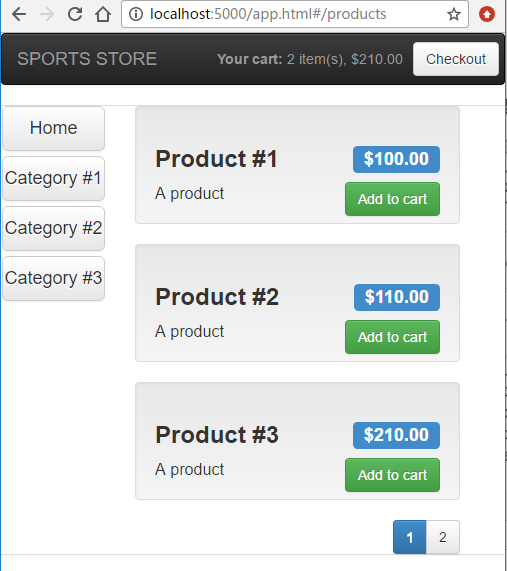 localhost:5000/app.html#/products
SPORTS STORE
Your cart: 2 item(s), $210.00
Checkout
Home
Category #1
Category #2
Category #3
Product #1
$100.00
A product
Add to cart
Product #2
$110.00
A product
Add to cart
Product #3
$210.00
A product
Add to cart
1 2